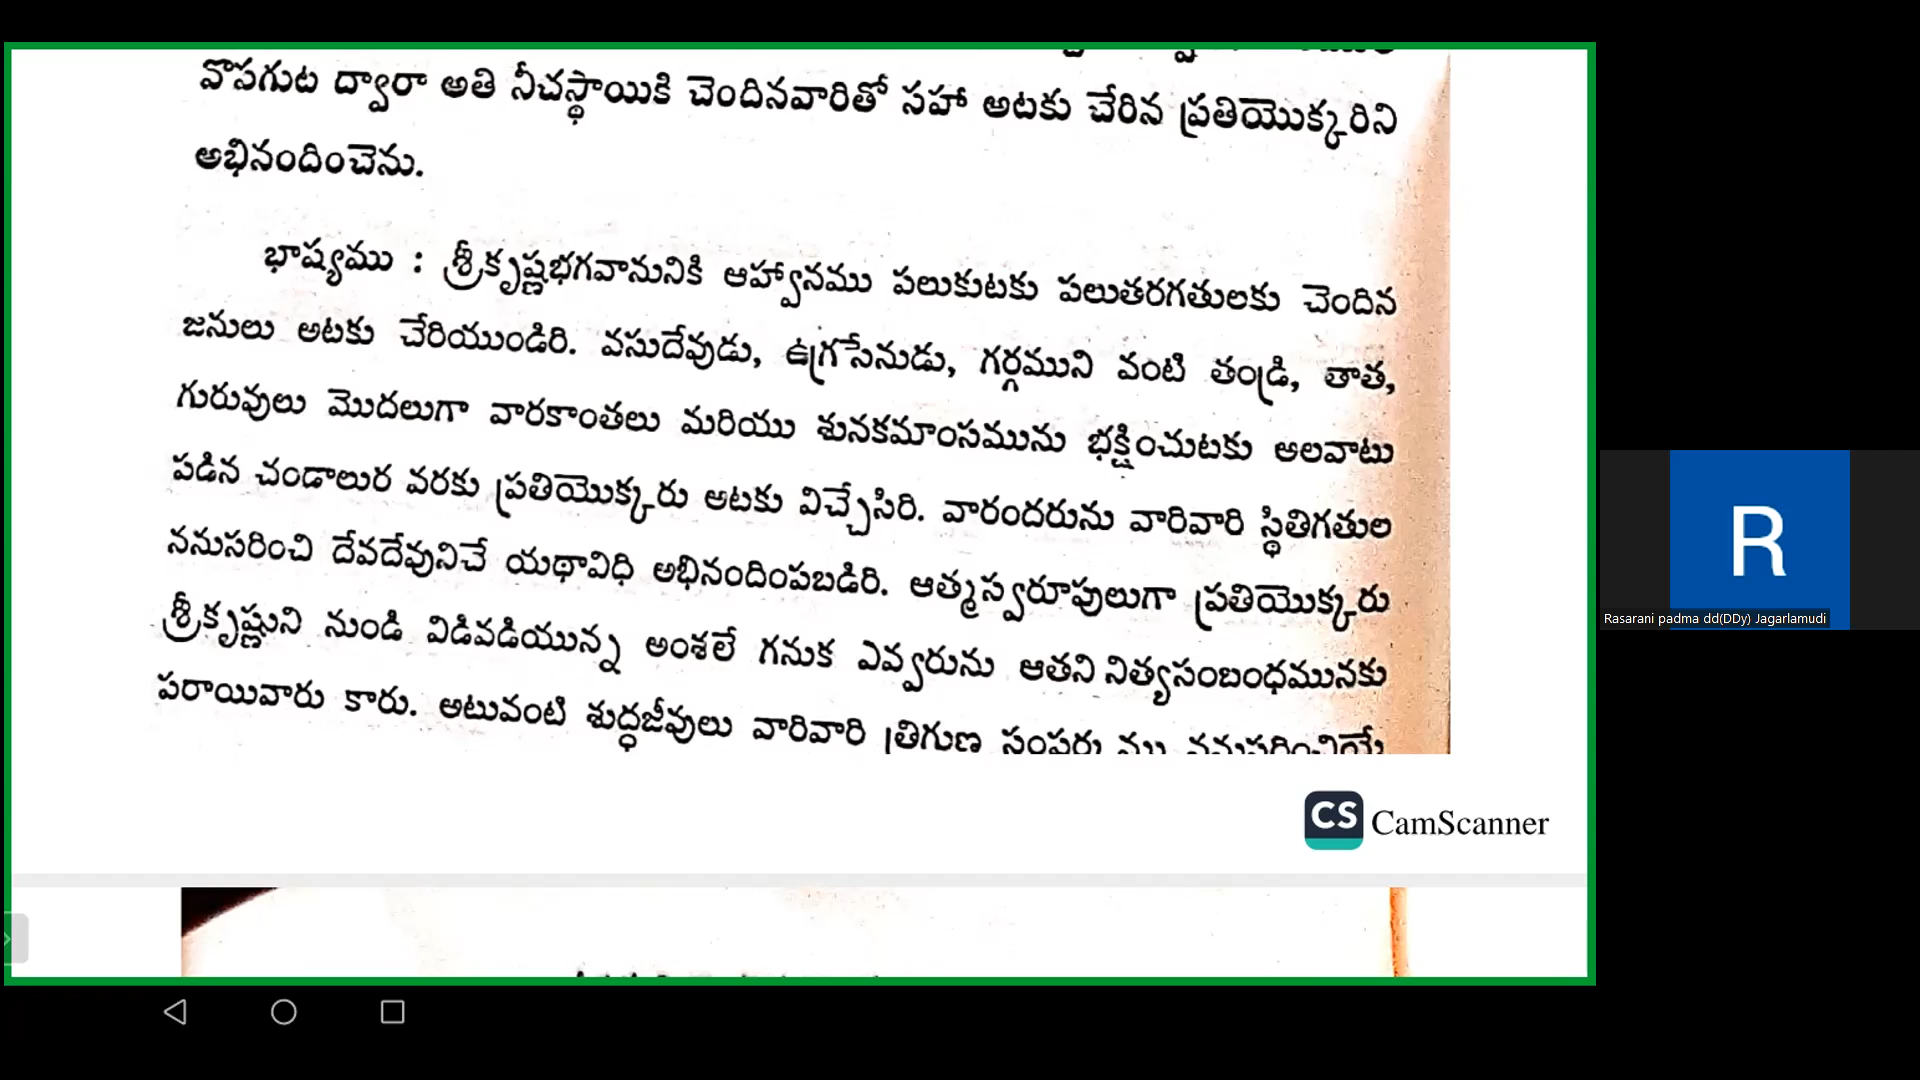 వొసగుట ద్వారా అతి నీచస్థాయికి చెందినవారితో సహా అటకు చేరిన ప్రతియొక్కరిని
అభినందించెను.
భాష్యము : శ్రీకృష్ణభగవానునికి ఆహ్వానము పలుకుటకు పలుతరగతులకు చెందిన
జనులు అటకు చేరియుండిరి. వసుదేవుడు, ఉగ్రసేనుడు, గర్గముని వంటి తండ్రి, తాత,
గురువులు మొదలుగా వారకాంతలు మరియు శునకమాంసమును భక్షించుటకు అలవాటు
పడిన చండాలుర వరకు ప్రతియొక్కరు అటకు విచ్చేసిరి. వారందరును వారివారి స్థితిగతుల
ననుసరించి దేవదేవునిచే యథావిధి అభినందింపబడిరి. ఆత్మస్వరూపులుగా ప్రతియొక్కరు
శ్రీకృష్ణుని నుండి విడివడియున్న అంశలే గనుక ఎవ్వరును ఆతని నిత్యసంబంధమునకు
పరాయివారు కారు. అటువంటి శుద్ధజీవులు వారివారి త్రిగుణ
CS CamScanner
R
Rasarani padma dd(DDy) Jagarlamudi